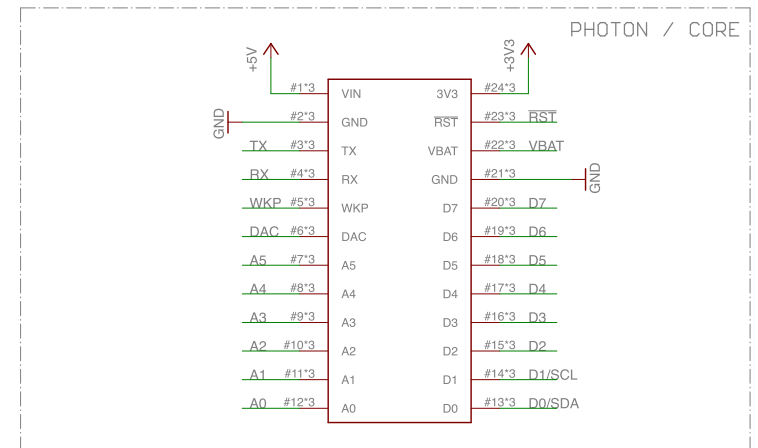 PHOTON / CORE
+5V
+3V3
#1*3 VIN 3V3 #24*3
GND #2*3 GND RST #23*3 RST
TX #3*3 TX VBAT #22*3 VBAT
RX #4*3 RX GND #21*3 GND
WKP #5*3 WKP D7 #20*3 D7
DAC #6*3 DAC D6 #19*3 D6
A5 #7*3 A5 D5 #18*3 D5
A4 #8*3 A4 D4 #17*3 D4
A3 #9*3 A3 D3 #16*3 D3
A2 #10*3 A2 D2 #15*3 D2
A1 #11*3 A1 D1 #14*3 D1/SCL
A0 #12*3 A0 D0 #13*3 D0/SDA